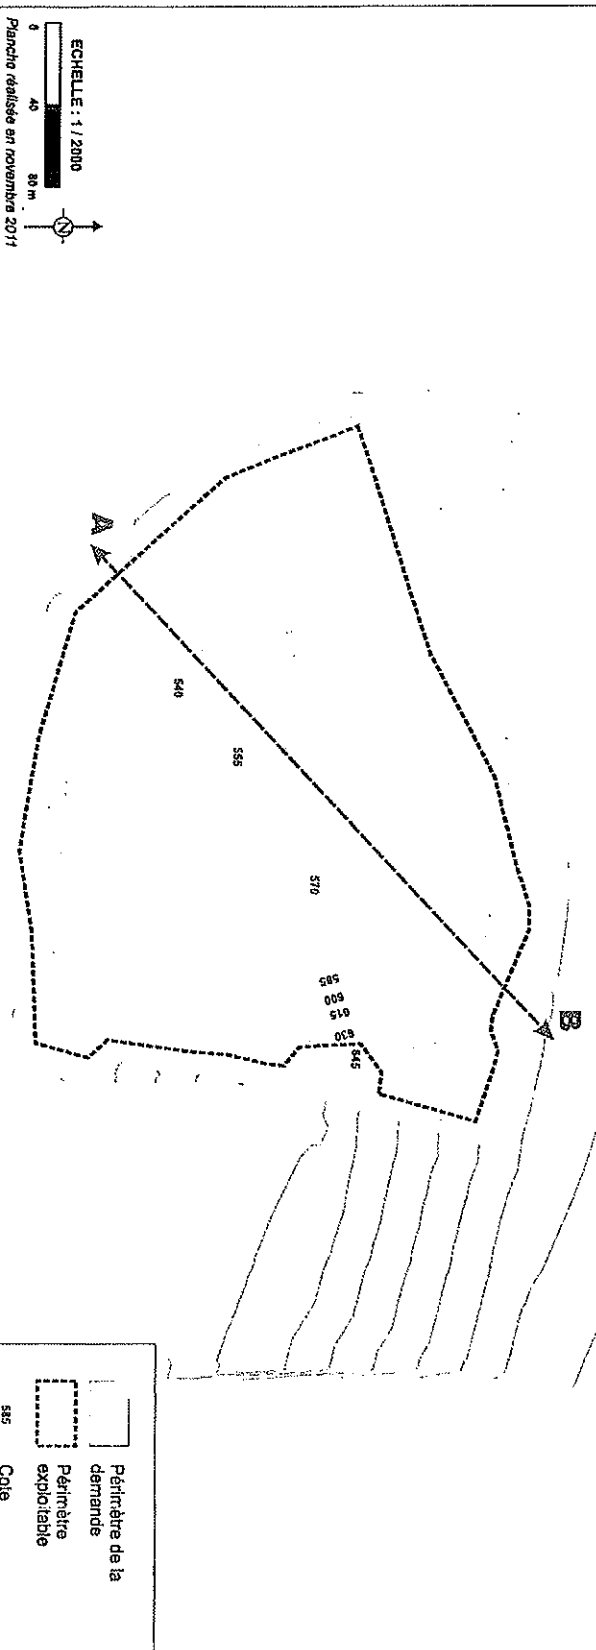 ECHELLE : 1 / 2000
0 40 80 m
N
Planche réalisée en novembre 2011
A
B
540
555
570
585
600
615
630
645
Périmètre de la
demande
Périmètre
exploitable
585 Cote